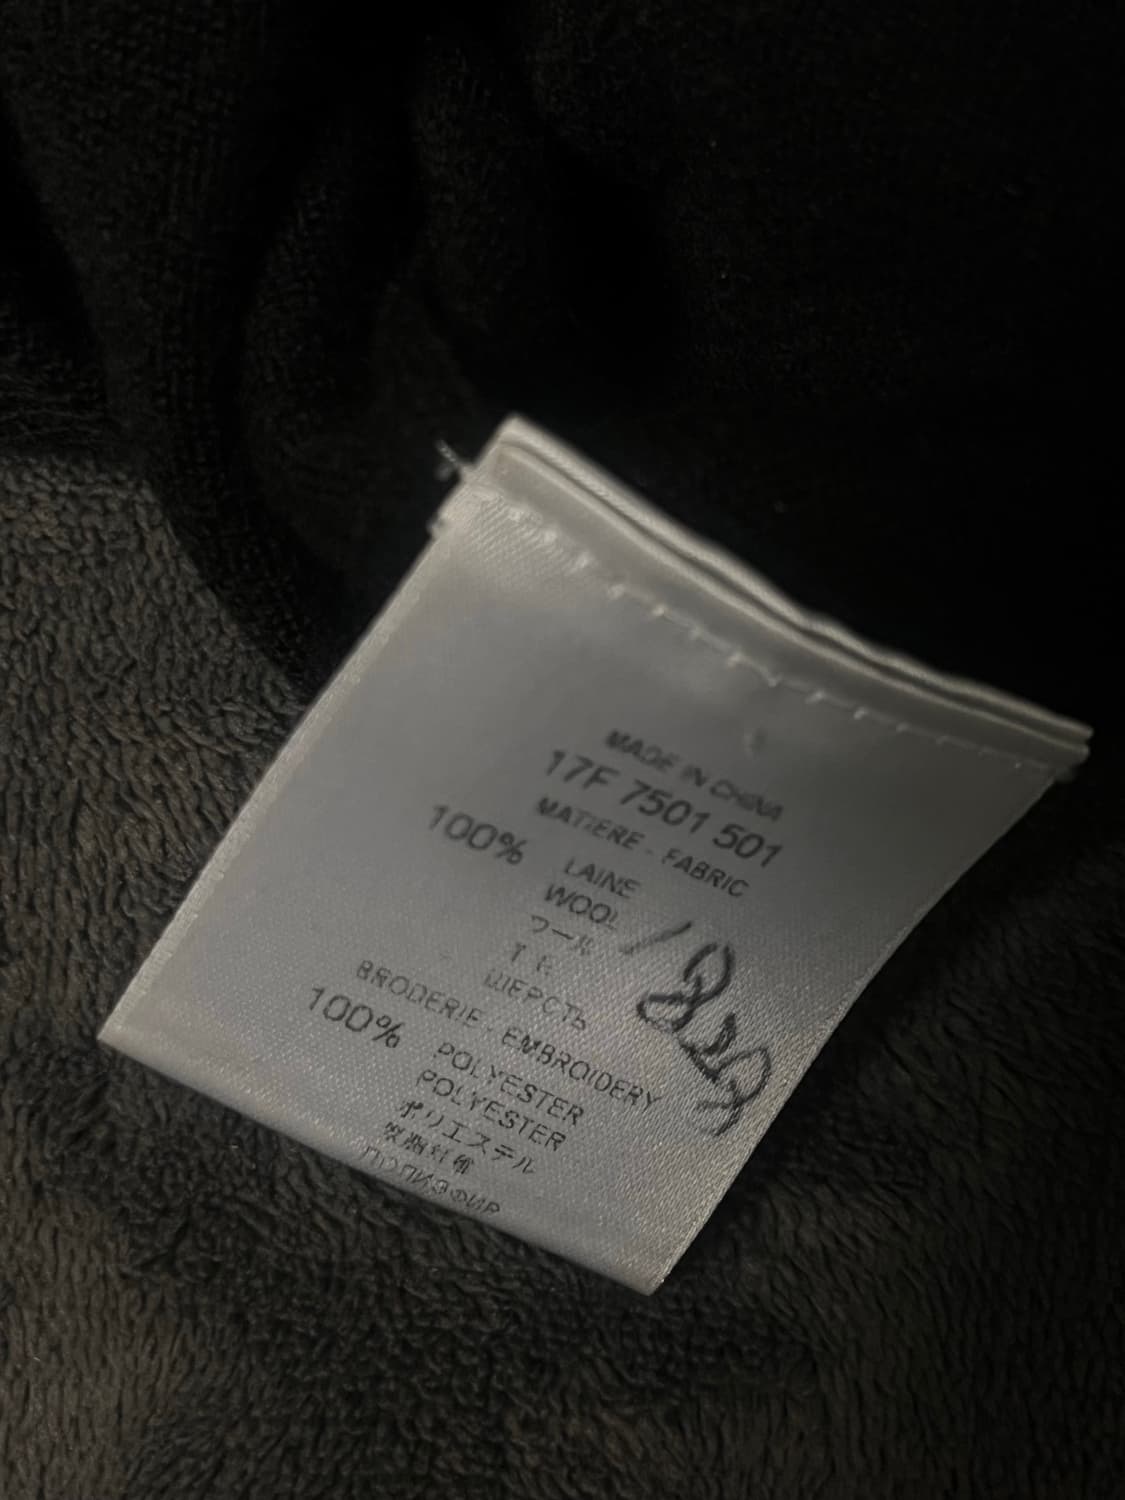 MADE IN CHINA
17F 7501 501
MATIERE - FABRIC
100% LAINE
WOOL
ウール
ШЕРСТЬ
BRODERIE - EMBROIDERY
100% POLYESTER
POLYESTER
ポリエステル
ПОЛИЭФИР